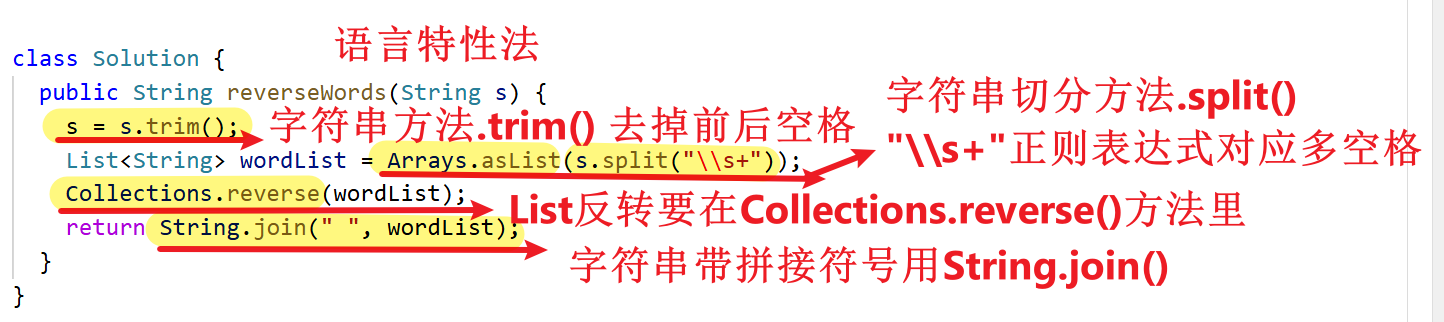 语言特性法
class Solution {
public String reverseWords(String s) {
字符串切分方法.split()
s = s.trim(); 字符串方法.trim() 去掉前后空格
"\\s+"正则表达式对应多空格
List<String> wordList = Arrays.asList(s.split("\\s+"));
Collections.reverse(wordList); List反转要在Collections.reverse()方法里
return String.join(" ", wordList);
字符串带拼接符号用String.join()
}
}